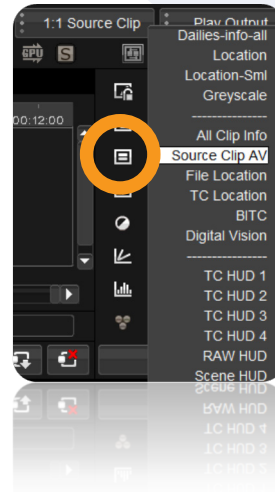 1:1 Source Clip
Play Output
GPU S
Dailies-info-all
Location
Location-Sml
Greyscale
----------------
All Clip Info
Source Clip AV
File Location
TC Location
BITC
Digital Vision
----------------
TC HUD 1
TC HUD 2
TC HUD 3
TC HUD 4
RAW HUD
Scene HUD
00:12:00